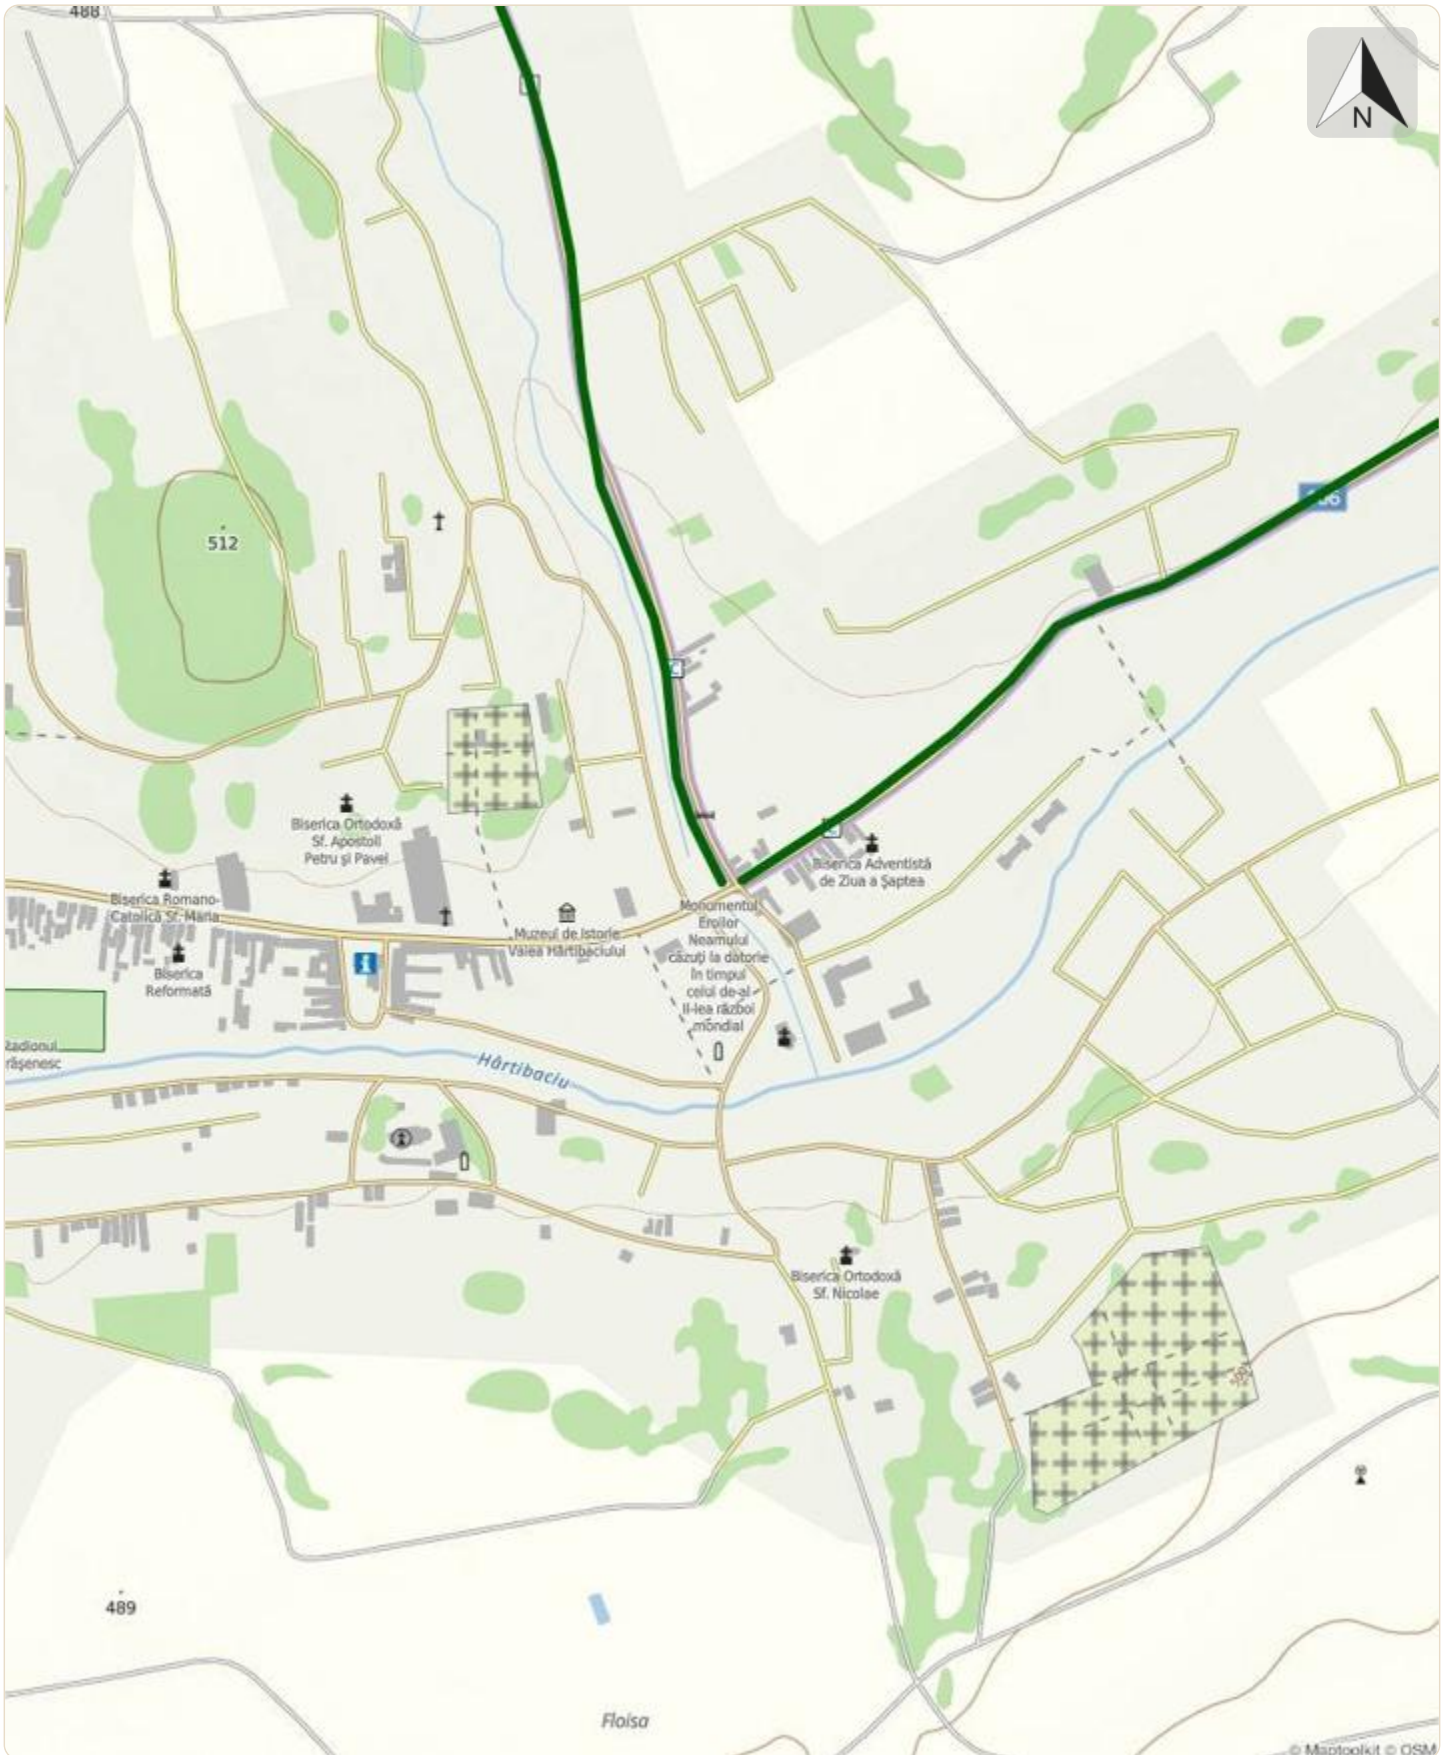 488
N
512
Biserica Ortodoxă
Sf. Apostoli
Petru și Pavel
Biserica Adventistă
de Ziua a Șaptea
Biserica Romano-
Catolică Sf. Maria
Muzeul de Istorie
Valea Hârtibaciului
Monumentul
Eroilor
Neamului
căzuți la datorie
în timpul
celui de-al
II-lea război
mondial
Biserica
Reformată
Hârtibaciu
Biserica Ortodoxă
Sf. Nicolae
489
Floisa
© Maptoolkit © OSM